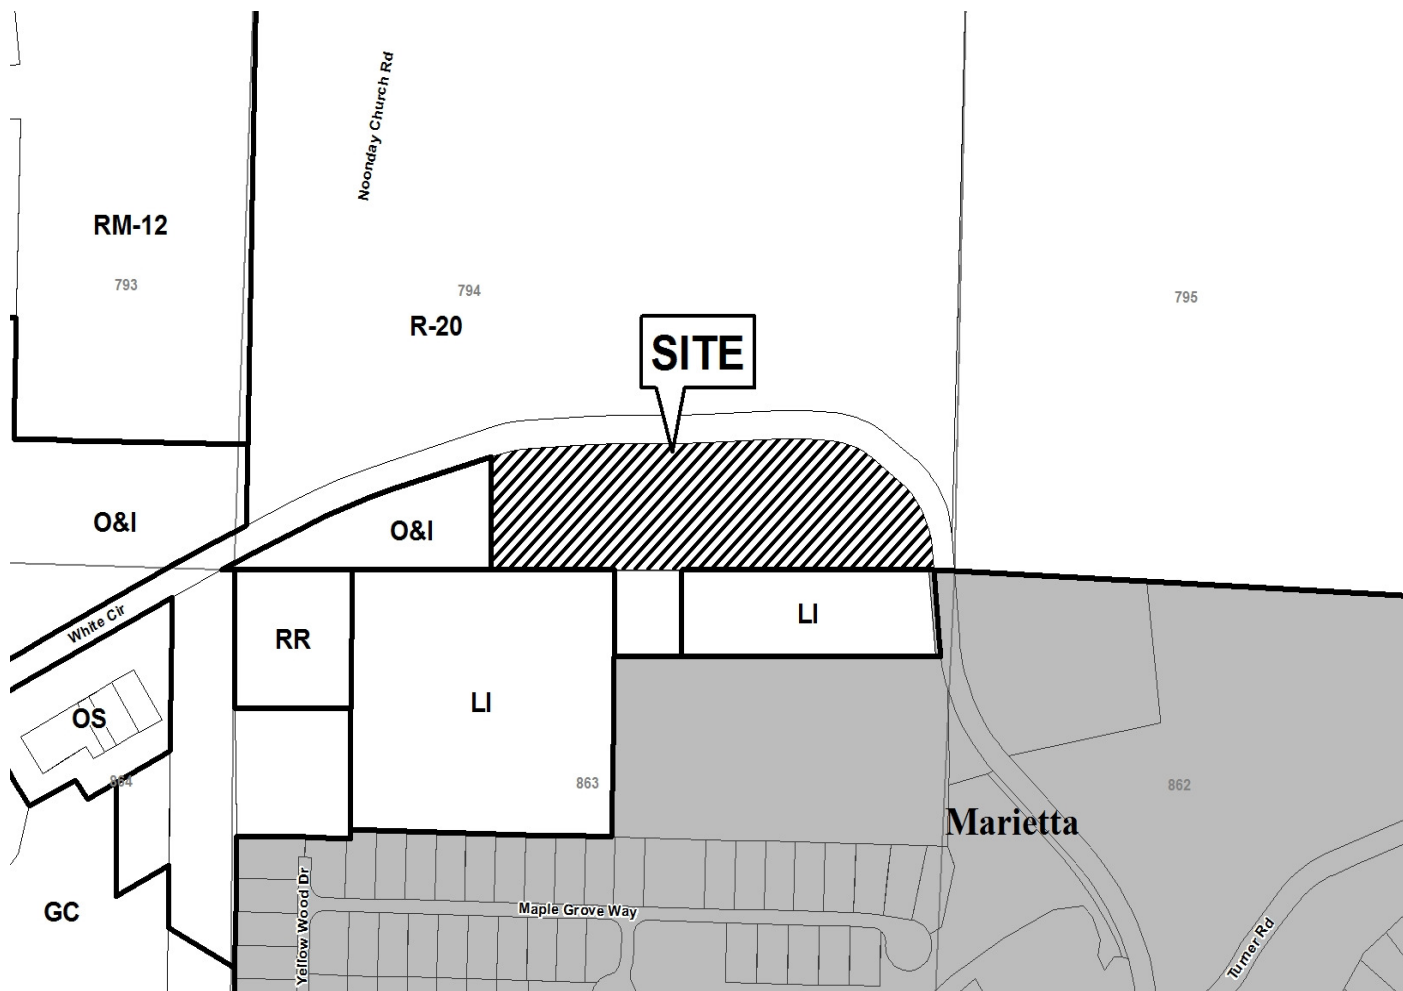 Noonday Church Rd
RM-12
793
794
795
R-20
SITE
O&I
O&I
White Cir
RR
LI
LI
OS
864
863
862
Marietta
GC
Yellow Wood Dr
Maple Grove Way
Turner Rd